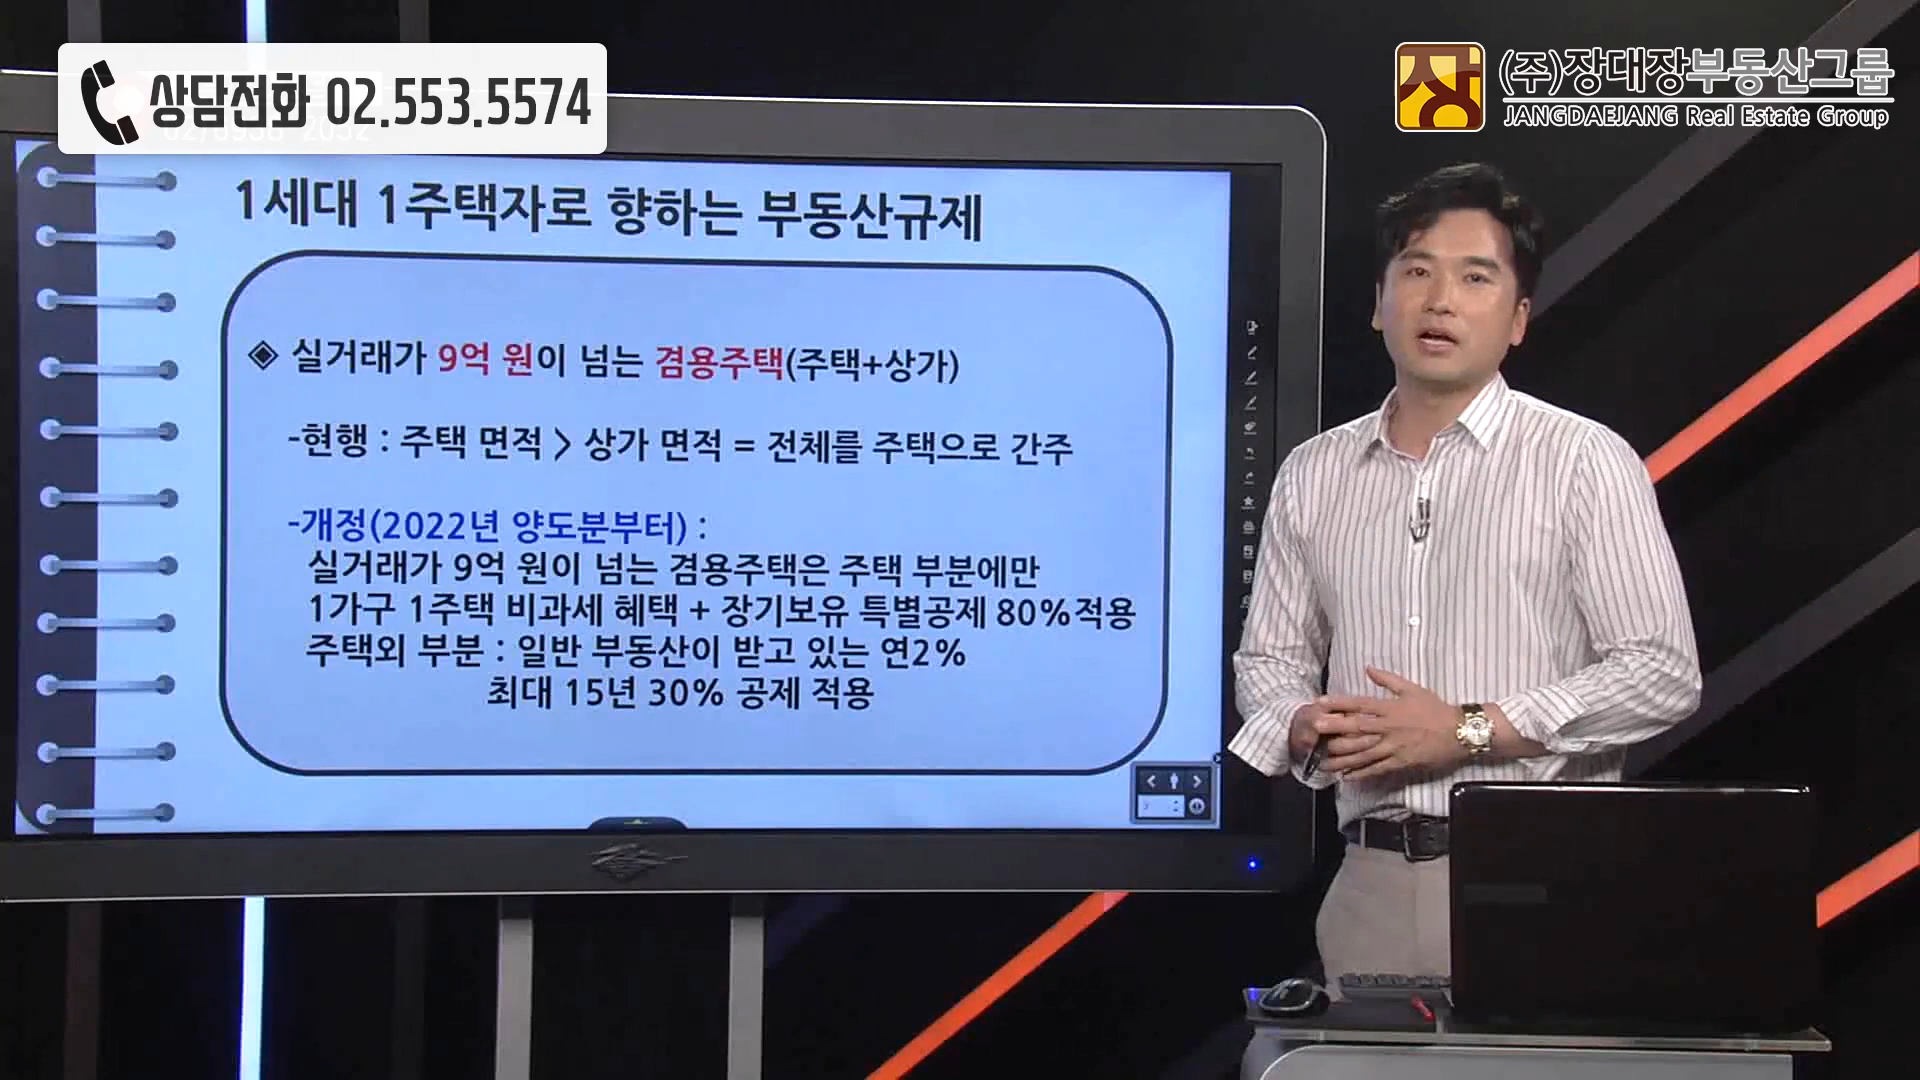 상담전화 02.553.5574
(주)장대장부동산그룹
JANGDAEJANG Real Estate Group
1세대 1주택자로 향하는 부동산규제
◈ 실거래가 9억 원이 넘는 겸용주택(주택+상가)
-현행 : 주택 면적 > 상가 면적 = 전체를 주택으로 간주
-개정(2022년 양도분부터) :
실거래가 9억 원이 넘는 겸용주택은 주택 부분에만
1가구 1주택 비과세 혜택 + 장기보유 특별공제 80%적용
주택외 부분 : 일반 부동산이 받고 있는 연2%
최대 15년 30% 공제 적용